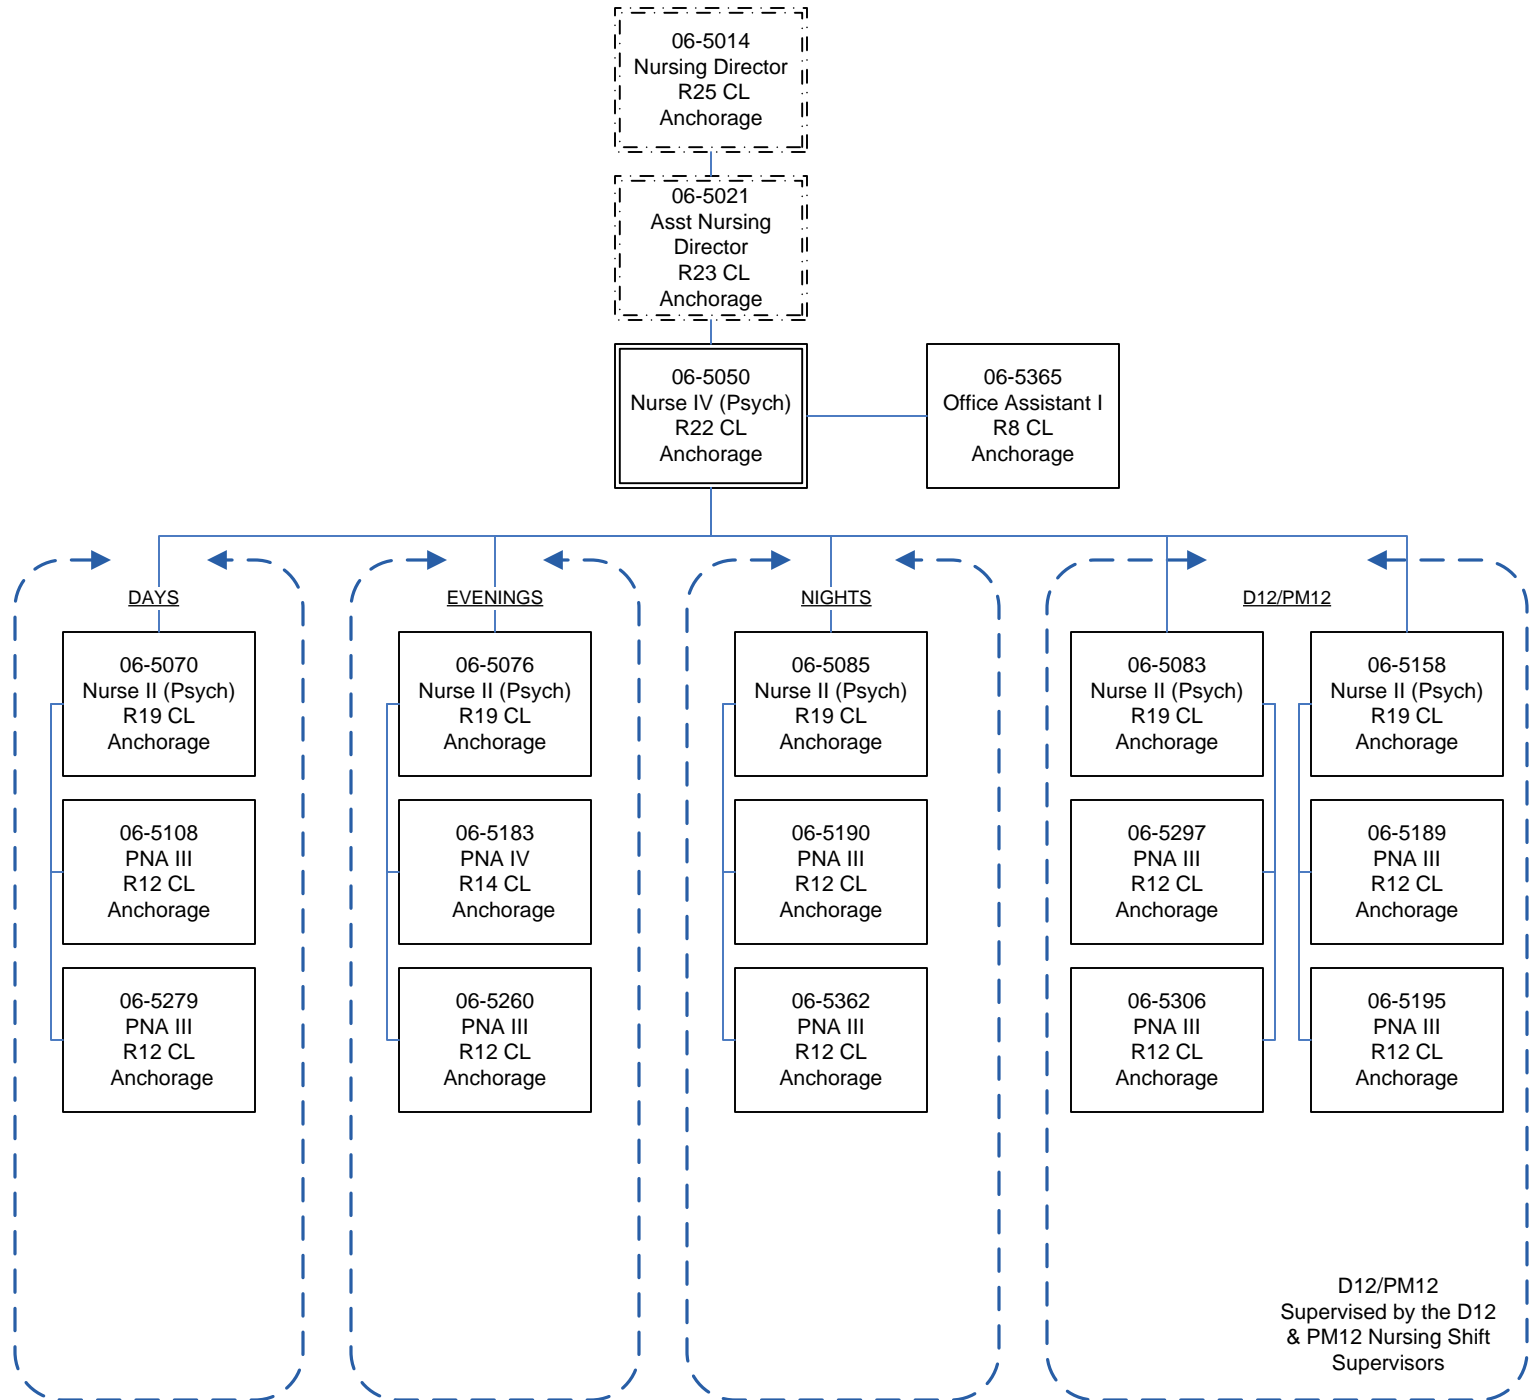 06-5014
Nursing Director
R25 CL
Anchorage
06-5021
Asst Nursing
Director
R23 CL
Anchorage
06-5050
Nurse IV (Psych)
R22 CL
Anchorage
06-5365
Office Assistant I
R8 CL
Anchorage
DAYS
06-5070
Nurse II (Psych)
R19 CL
Anchorage
06-5108
PNA III
R12 CL
Anchorage
06-5279
PNA III
R12 CL
Anchorage
EVENINGS
06-5076
Nurse II (Psych)
R19 CL
Anchorage
06-5183
PNA IV
R14 CL
Anchorage
06-5260
PNA III
R12 CL
Anchorage
NIGHTS
06-5085
Nurse II (Psych)
R19 CL
Anchorage
06-5190
PNA III
R12 CL
Anchorage
06-5362
PNA III
R12 CL
Anchorage
D12/PM12
06-5083
Nurse II (Psych)
R19 CL
Anchorage
06-5297
PNA III
R12 CL
Anchorage
06-5306
PNA III
R12 CL
Anchorage
06-5158
Nurse II (Psych)
R19 CL
Anchorage
06-5189
PNA III
R12 CL
Anchorage
06-5195
PNA III
R12 CL
Anchorage
D12/PM12
Supervised by the D12
& PM12 Nursing Shift
Supervisors